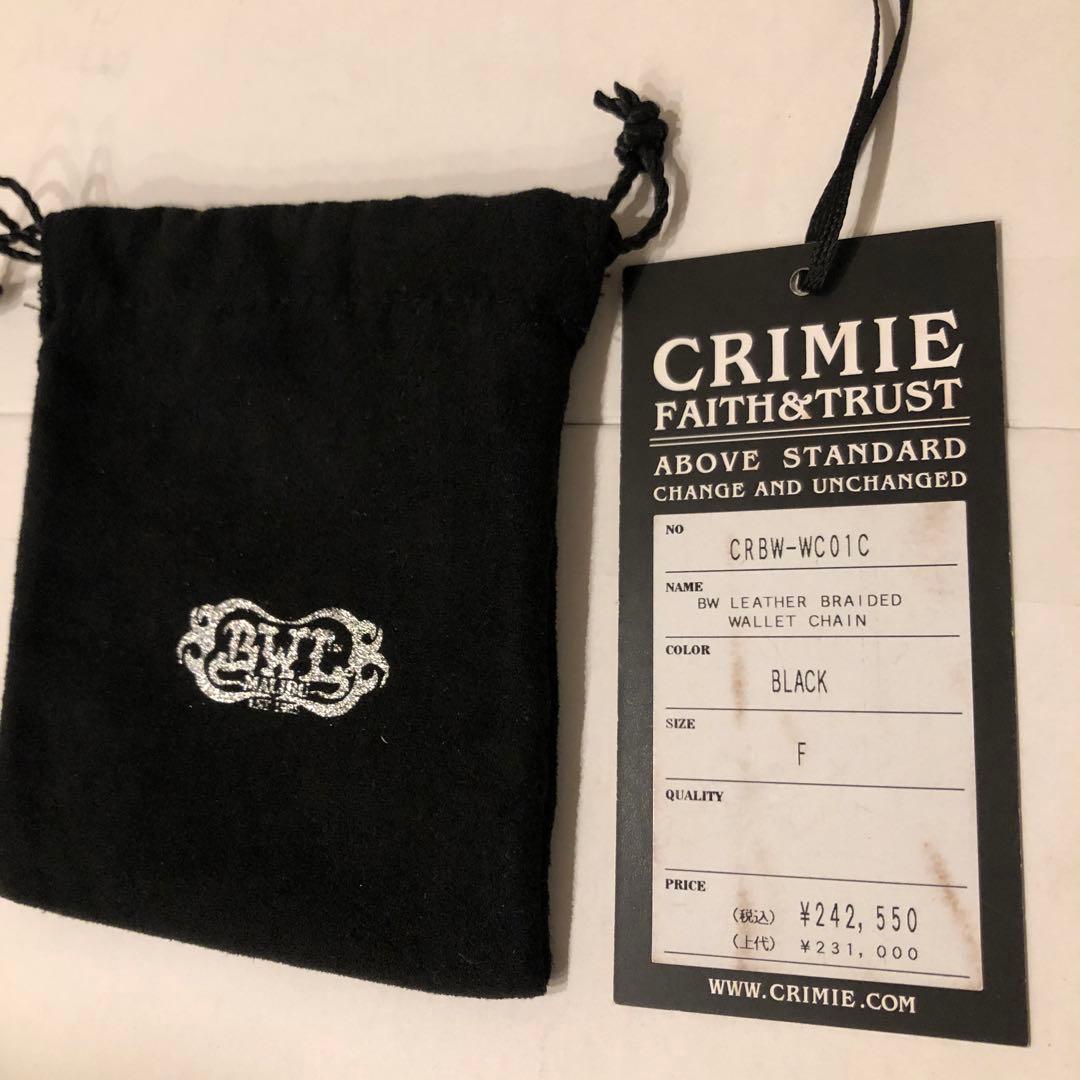 BWL
MALIBU
CRIMIE
FAITH&TRUST
ABOVE STANDARD
CHANGE AND UNCHANGED
NO
CRBW-WC01C
NAME
BW LEATHER BRAIDED
WALLET CHAIN
COLOR
BLACK
SIZE
F
QUALITY
PRICE
(税込) ¥242,550
(上代) ¥231,000
WWW.CRIMIE.COM